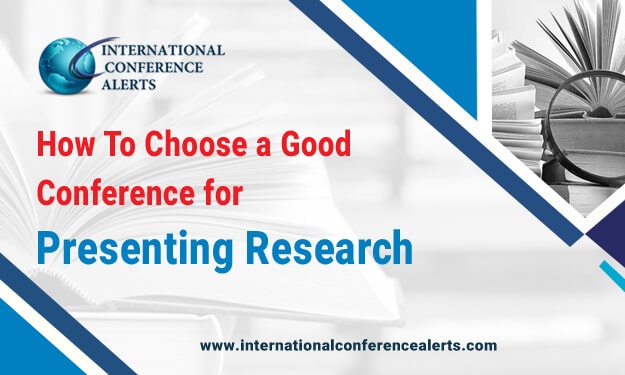 INTERNATIONAL
CONFERENCE
ALERTS
How To Choose a Good
Conference for
Presenting Research
www.internationalconferencealerts.com